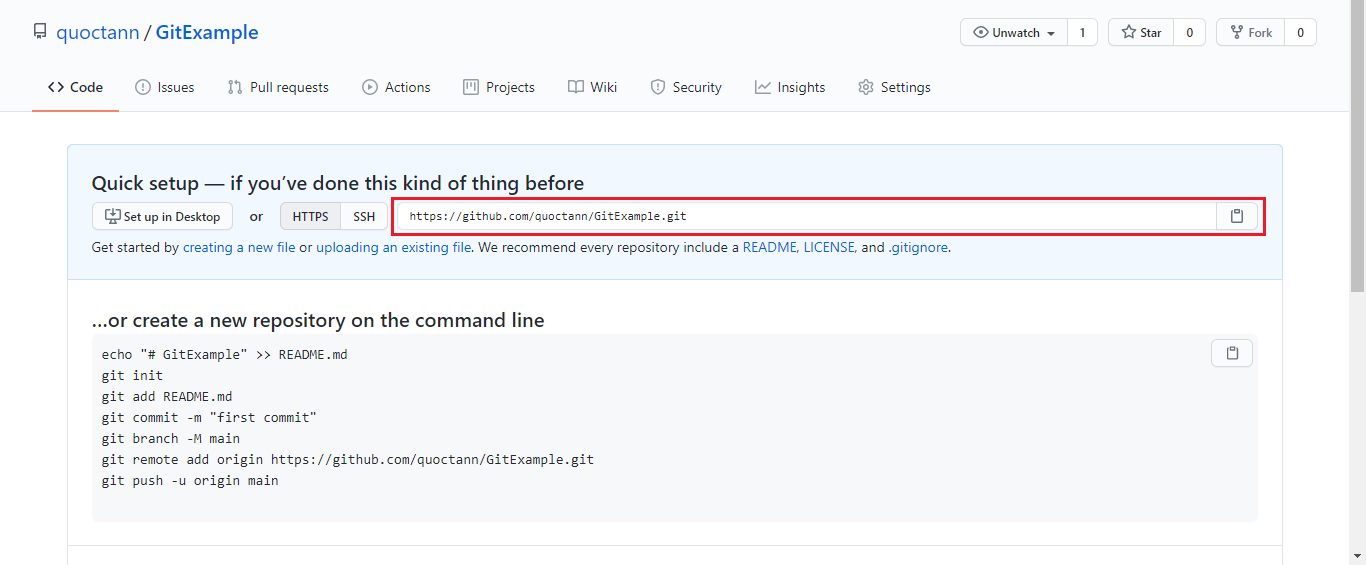 quoctann / GitExample
Unwatch 1 Star 0 Fork 0
Code Issues Pull requests Actions Projects Wiki Security Insights Settings
Quick setup — if you’ve done this kind of thing before
Set up in Desktop or HTTPS SSH https://github.com/quoctann/GitExample.git
Get started by creating a new file or uploading an existing file. We recommend every repository include a README, LICENSE, and .gitignore.
…or create a new repository on the command line
echo "# GitExample" >> README.md
git init
git add README.md
git commit -m "first commit"
git branch -M main
git remote add origin https://github.com/quoctann/GitExample.git
git push -u origin main